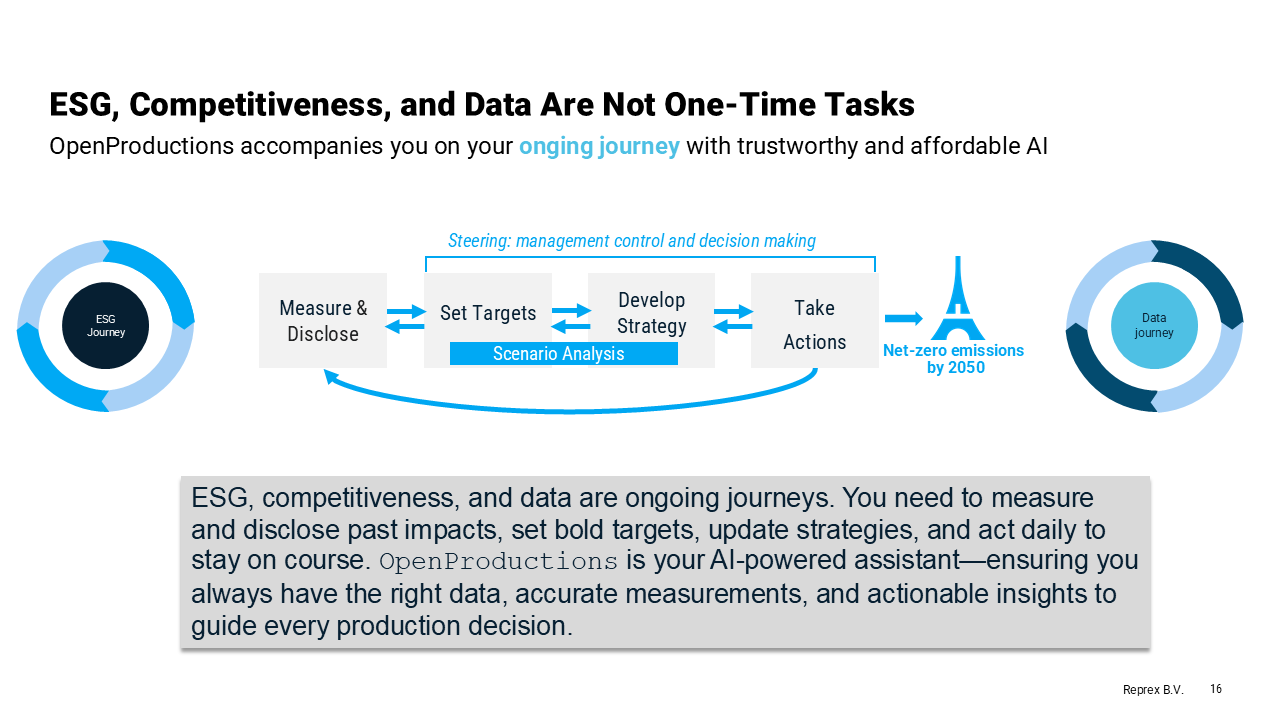 ESG, Competitiveness, and Data Are Not One-Time Tasks
OpenProductions accompanies you on your onging journey with trustworthy and affordable AI
Steering: management control and decision making
ESG
Journey
Measure &
Disclose
Set Targets
Develop
Strategy
Scenario Analysis
Take
Actions
Net-zero emissions
by 2050
Data
journey
ESG, competitiveness, and data are ongoing journeys. You need to measure
and disclose past impacts, set bold targets, update strategies, and act daily to
stay on course. OpenProductions is your AI-powered assistant—ensuring you
always have the right data, accurate measurements, and actionable insights to
guide every production decision.
Reprex B.V. 16